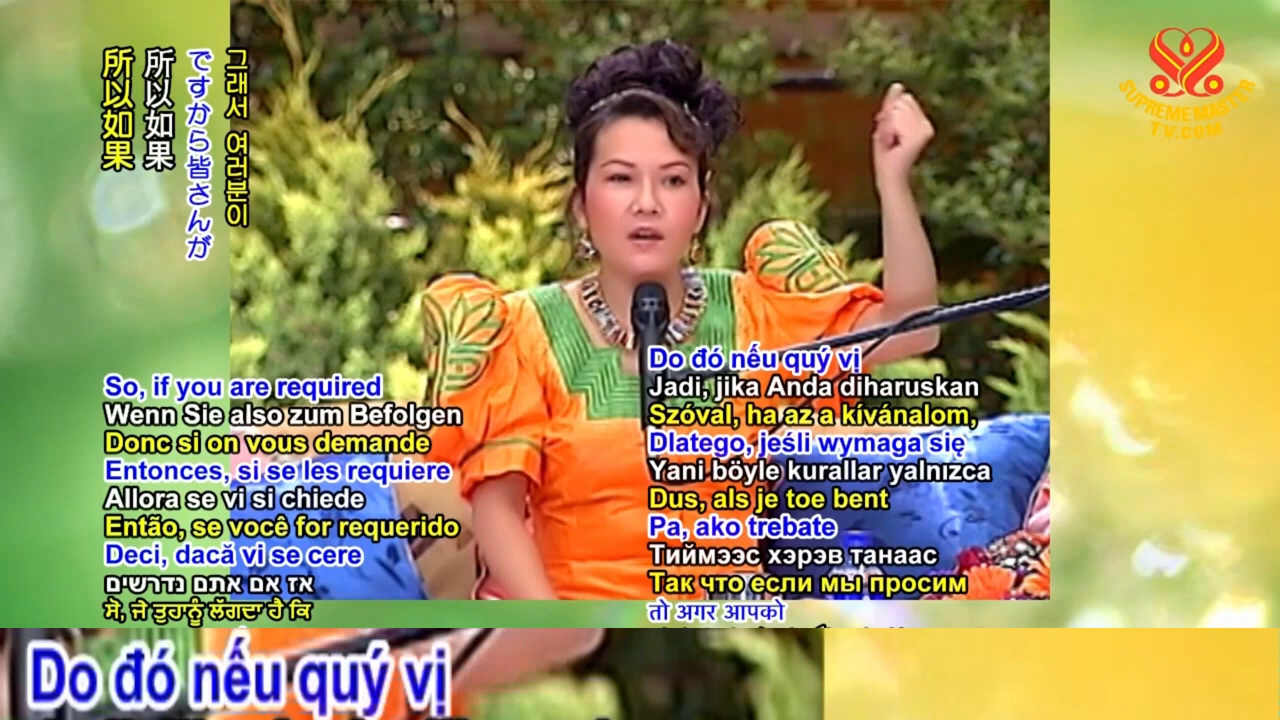 所以如果
所以如果
ですから皆さんが
그래서 여러분이
SUPREME MASTER
TV.COM
So, if you are required
Wenn Sie also zum Befolgen
Donc si on vous demande
Entonces, si se les requiere
Allora se vi si chiede
Então, se você for requerido
Deci, dacă vi se cere
אז אם אתם נדרשים
ਸੋ, ਜੇ ਤੁਹਾਨੂੰ ਲੱਗਦਾ ਹੈ ਕਿ
Do đó nếu quý vị
Jadi, jika Anda diharuskan
Szóval, ha az a kívánalom,
Dlatego, jeśli wymaga się
Yani böyle kurallar yalnızca
Dus, als je toe bent
Pa, ako trebate
Тиймээс хэрэв танаас
Так что если мы просим
तो अगर आपको
Do đó nếu quý vị